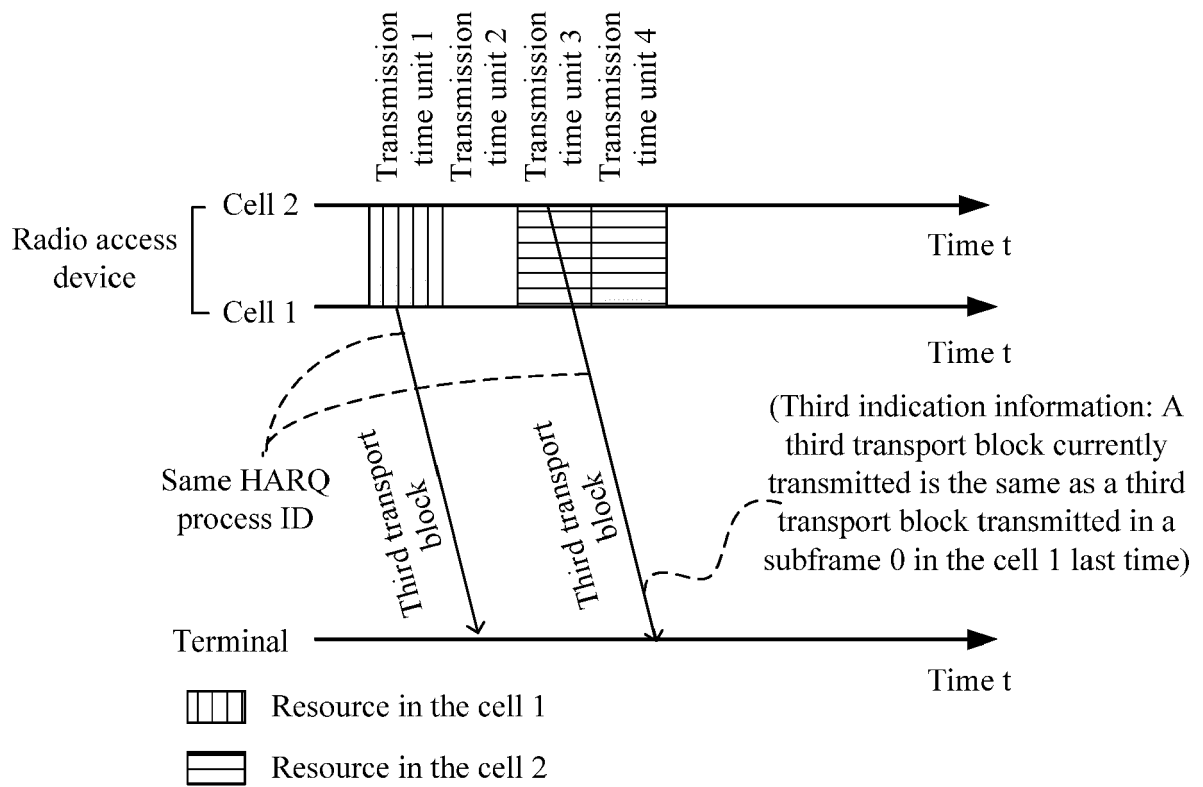 Transmission
time unit 1
Transmission
time unit 2
Transmission
time unit 3
Transmission
time unit 4
Cell 2
Radio access
device
Time t
Cell 1
Time t
(Third indication information: A
third transport block currently
transmitted is the same as a third
transport block transmitted in a
subframe 0 in the cell 1 last time)
Same HARQ
process ID
Third transport
block
Third transport
block
Terminal
Time t
Resource in the cell 1
Resource in the cell 2